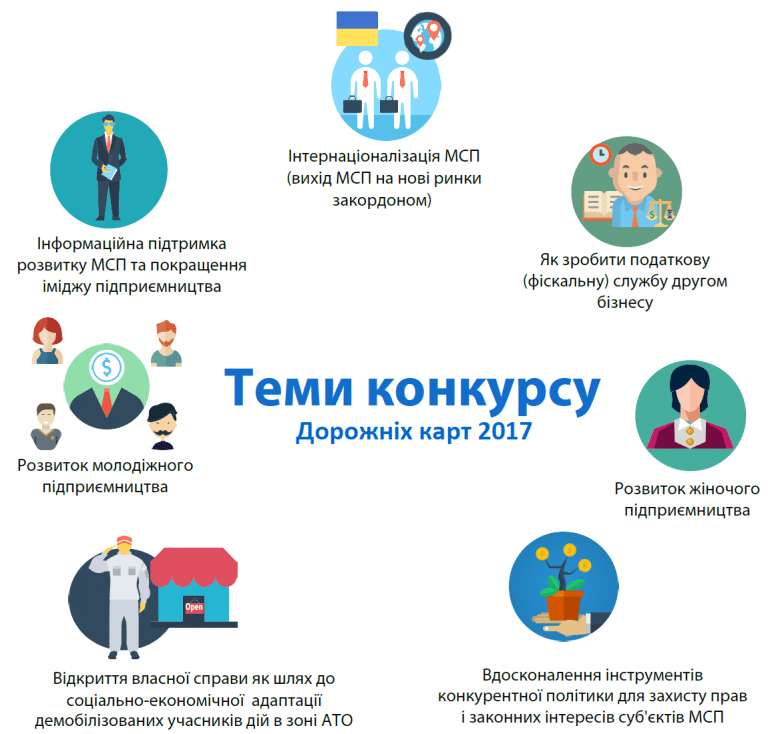 Інтернаціоналізація МСП
(вихід МСП на нові ринки
закордоном)
Інформаційна підтримка
розвитку МСП та покращення
іміджу підприємництва
Як зробити податкову
(фіскальну) службу другом
бізнесу
Теми конкурсу
Дорожніх карт 2017
$
Розвиток молодіжного
підприємництва
Розвиток жіночого
підприємництва
Open
Відкриття власної справи як шлях до
соціально-економічної адаптації
демобілізованих учасників дій в зоні АТО
Вдосконалення інструментів
конкурентної політики для захисту прав
і законних інтересів суб'єктів МСП